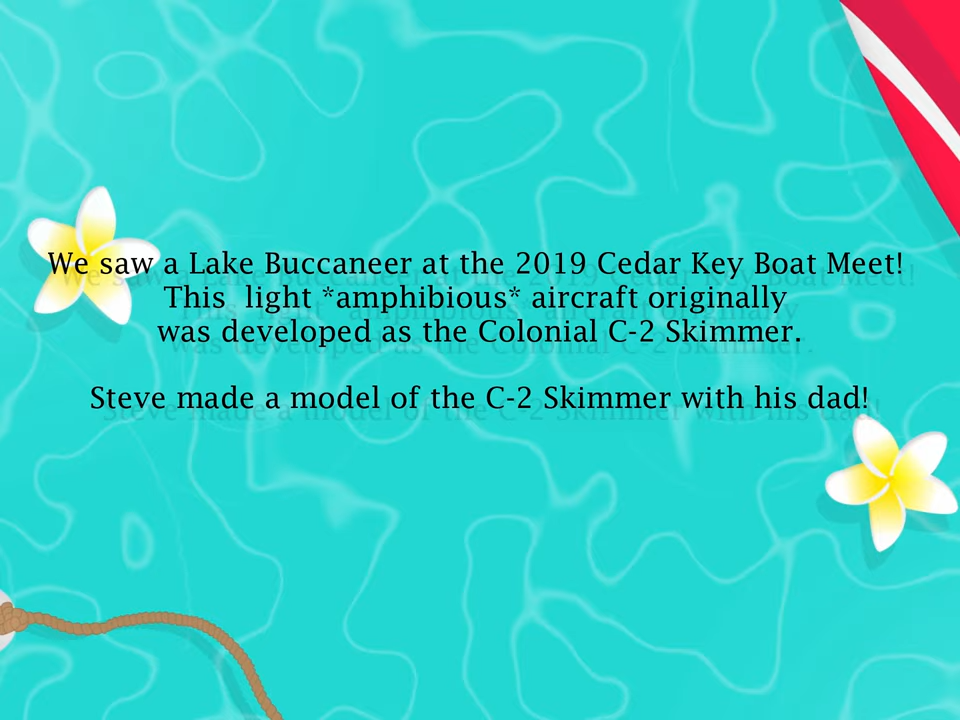 We saw a Lake Buccaneer at the 2019 Cedar Key Boat Meet!
This  light *amphibious* aircraft originally
was developed as the Colonial C-2 Skimmer.
Steve made a model of the C-2 Skimmer with his dad!